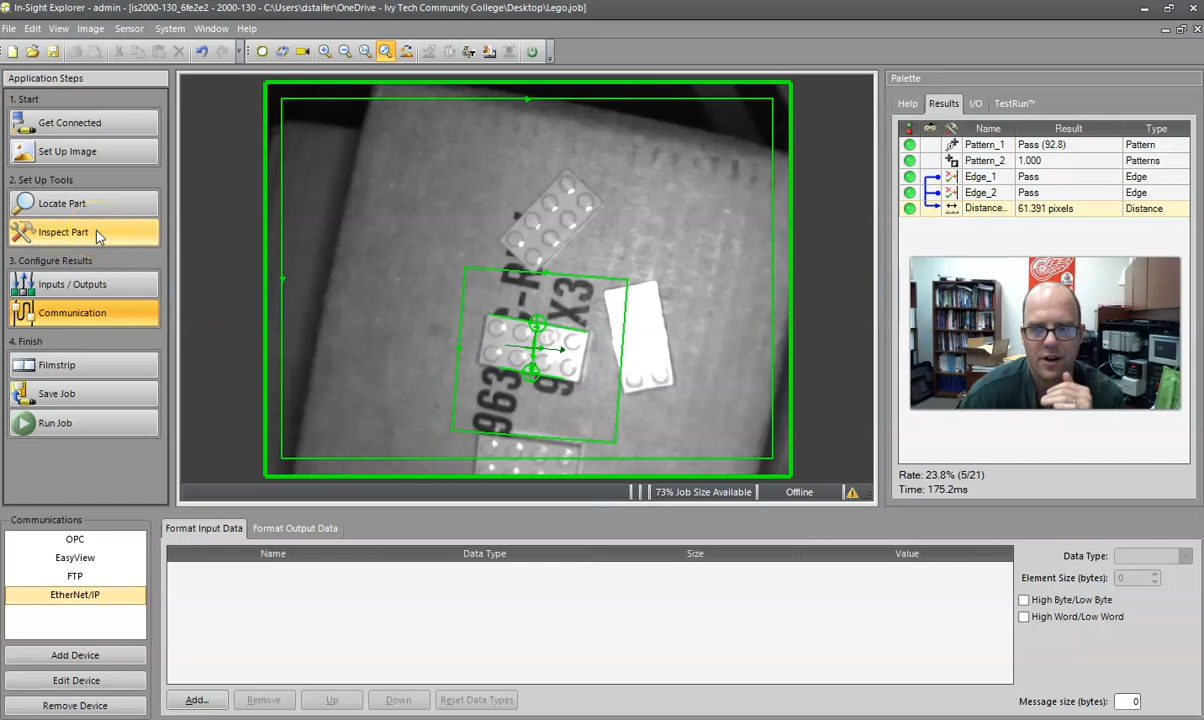 In-Sight Explorer - admin - [is2000-130_6fe2e2 - 2000-130 - C:\Users\dstaifer\OneDrive - Ivy Tech Community College\Desktop\Lego.job]
File Edit View Image Sensor System Window Help
Application Steps
1. Start
Get Connected
Set Up Image
2. Set Up Tools
Locate Part
Inspect Part
3. Configure Results
Inputs / Outputs
Communication
4. Finish
Filmstrip
Save Job
Run Job
73% Job Size Available
Offline
Palette
Help Results I/O TestRun™
Name Result Type
Pattern_1 Pass (92.8) Pattern
Pattern_2 1.000 Patterns
Edge_1 Pass Edge
Edge_2 Pass Edge
Distance... 61.391 pixels Distance
Rate: 23.8% (5/21)
Time: 175.2ms
Communications
OPC
EasyView
FTP
EtherNet/IP
Add Device
Edit Device
Remove Device
Format Input Data Format Output Data
Name Data Type Size Value
Add... Remove Up Down Reset Data Types
Data Type:
Element Size (bytes): 0
High Byte/Low Byte
High Word/Low Word
Message size (bytes) 0